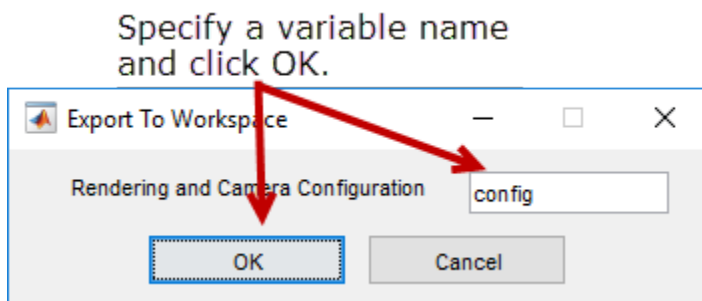 Specify a variable name
and click OK.
Export To Workspace
Rendering and Camera Configuration config
OK Cancel